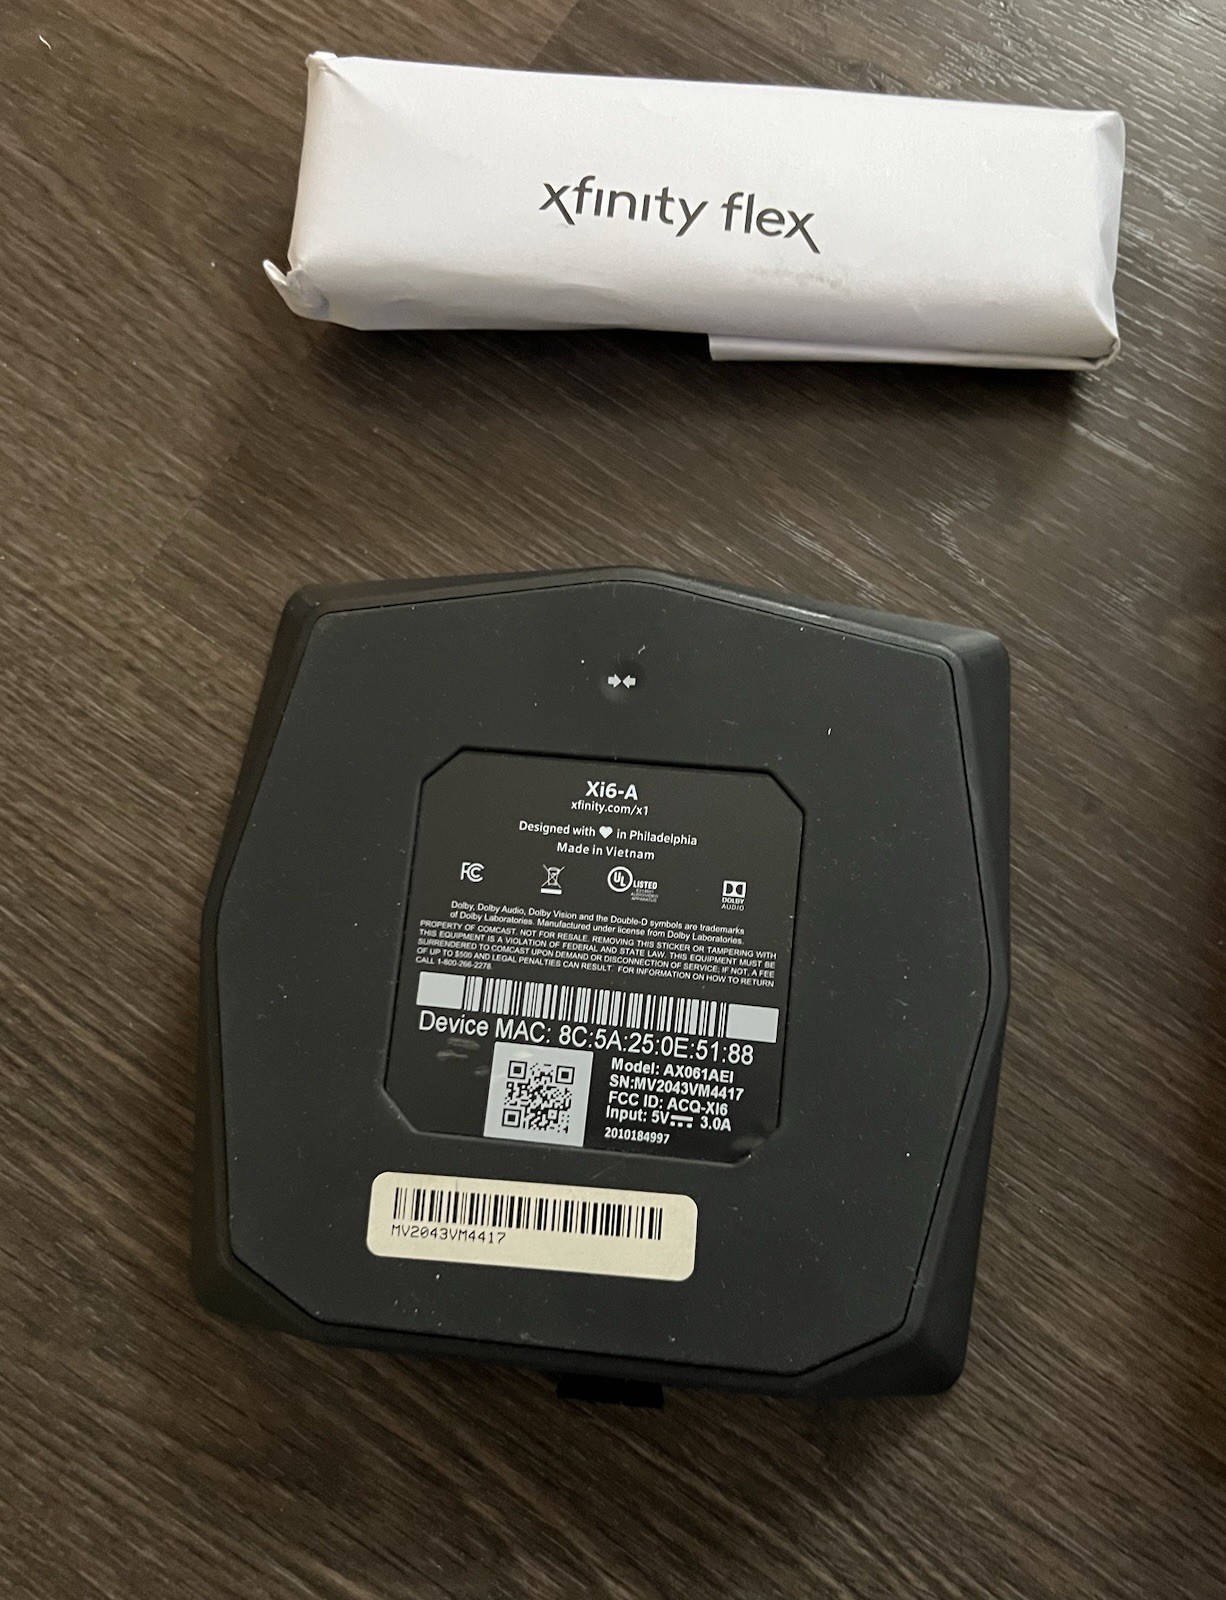 xfinity flex
Xi6-A
xfinity.com/x1
Designed with ♥ in Philadelphia
Made in Vietnam
FC
UL LISTED
DOLBY
AUDIO
Dolby, Dolby Audio, Dolby Vision and the Double-D symbols are trademarks
of Dolby Laboratories. Manufactured under license from Dolby Laboratories.
PROPERTY OF COMCAST. NOT FOR RESALE. REMOVING THIS STICKER OR TAMPERING WITH
THIS EQUIPMENT IS A VIOLATION OF FEDERAL AND STATE LAW. THIS EQUIPMENT MUST BE
SURRENDERED TO COMCAST UPON DEMAND OR DISCONNECTION OF SERVICE; IF NOT, A FEE
OF UP TO $500 AND LEGAL PENALTIES CAN RESULT. FOR INFORMATION ON HOW TO RETURN
CALL 1-800-266-2278.
Device MAC: 8C:5A:25:0E:51:88
Model: AX061AEI
SN:MV2043VM4417
FCC ID: ACQ-XI6
Input: 5V⎓ 3.0A
2010184997
MV2043VM4417